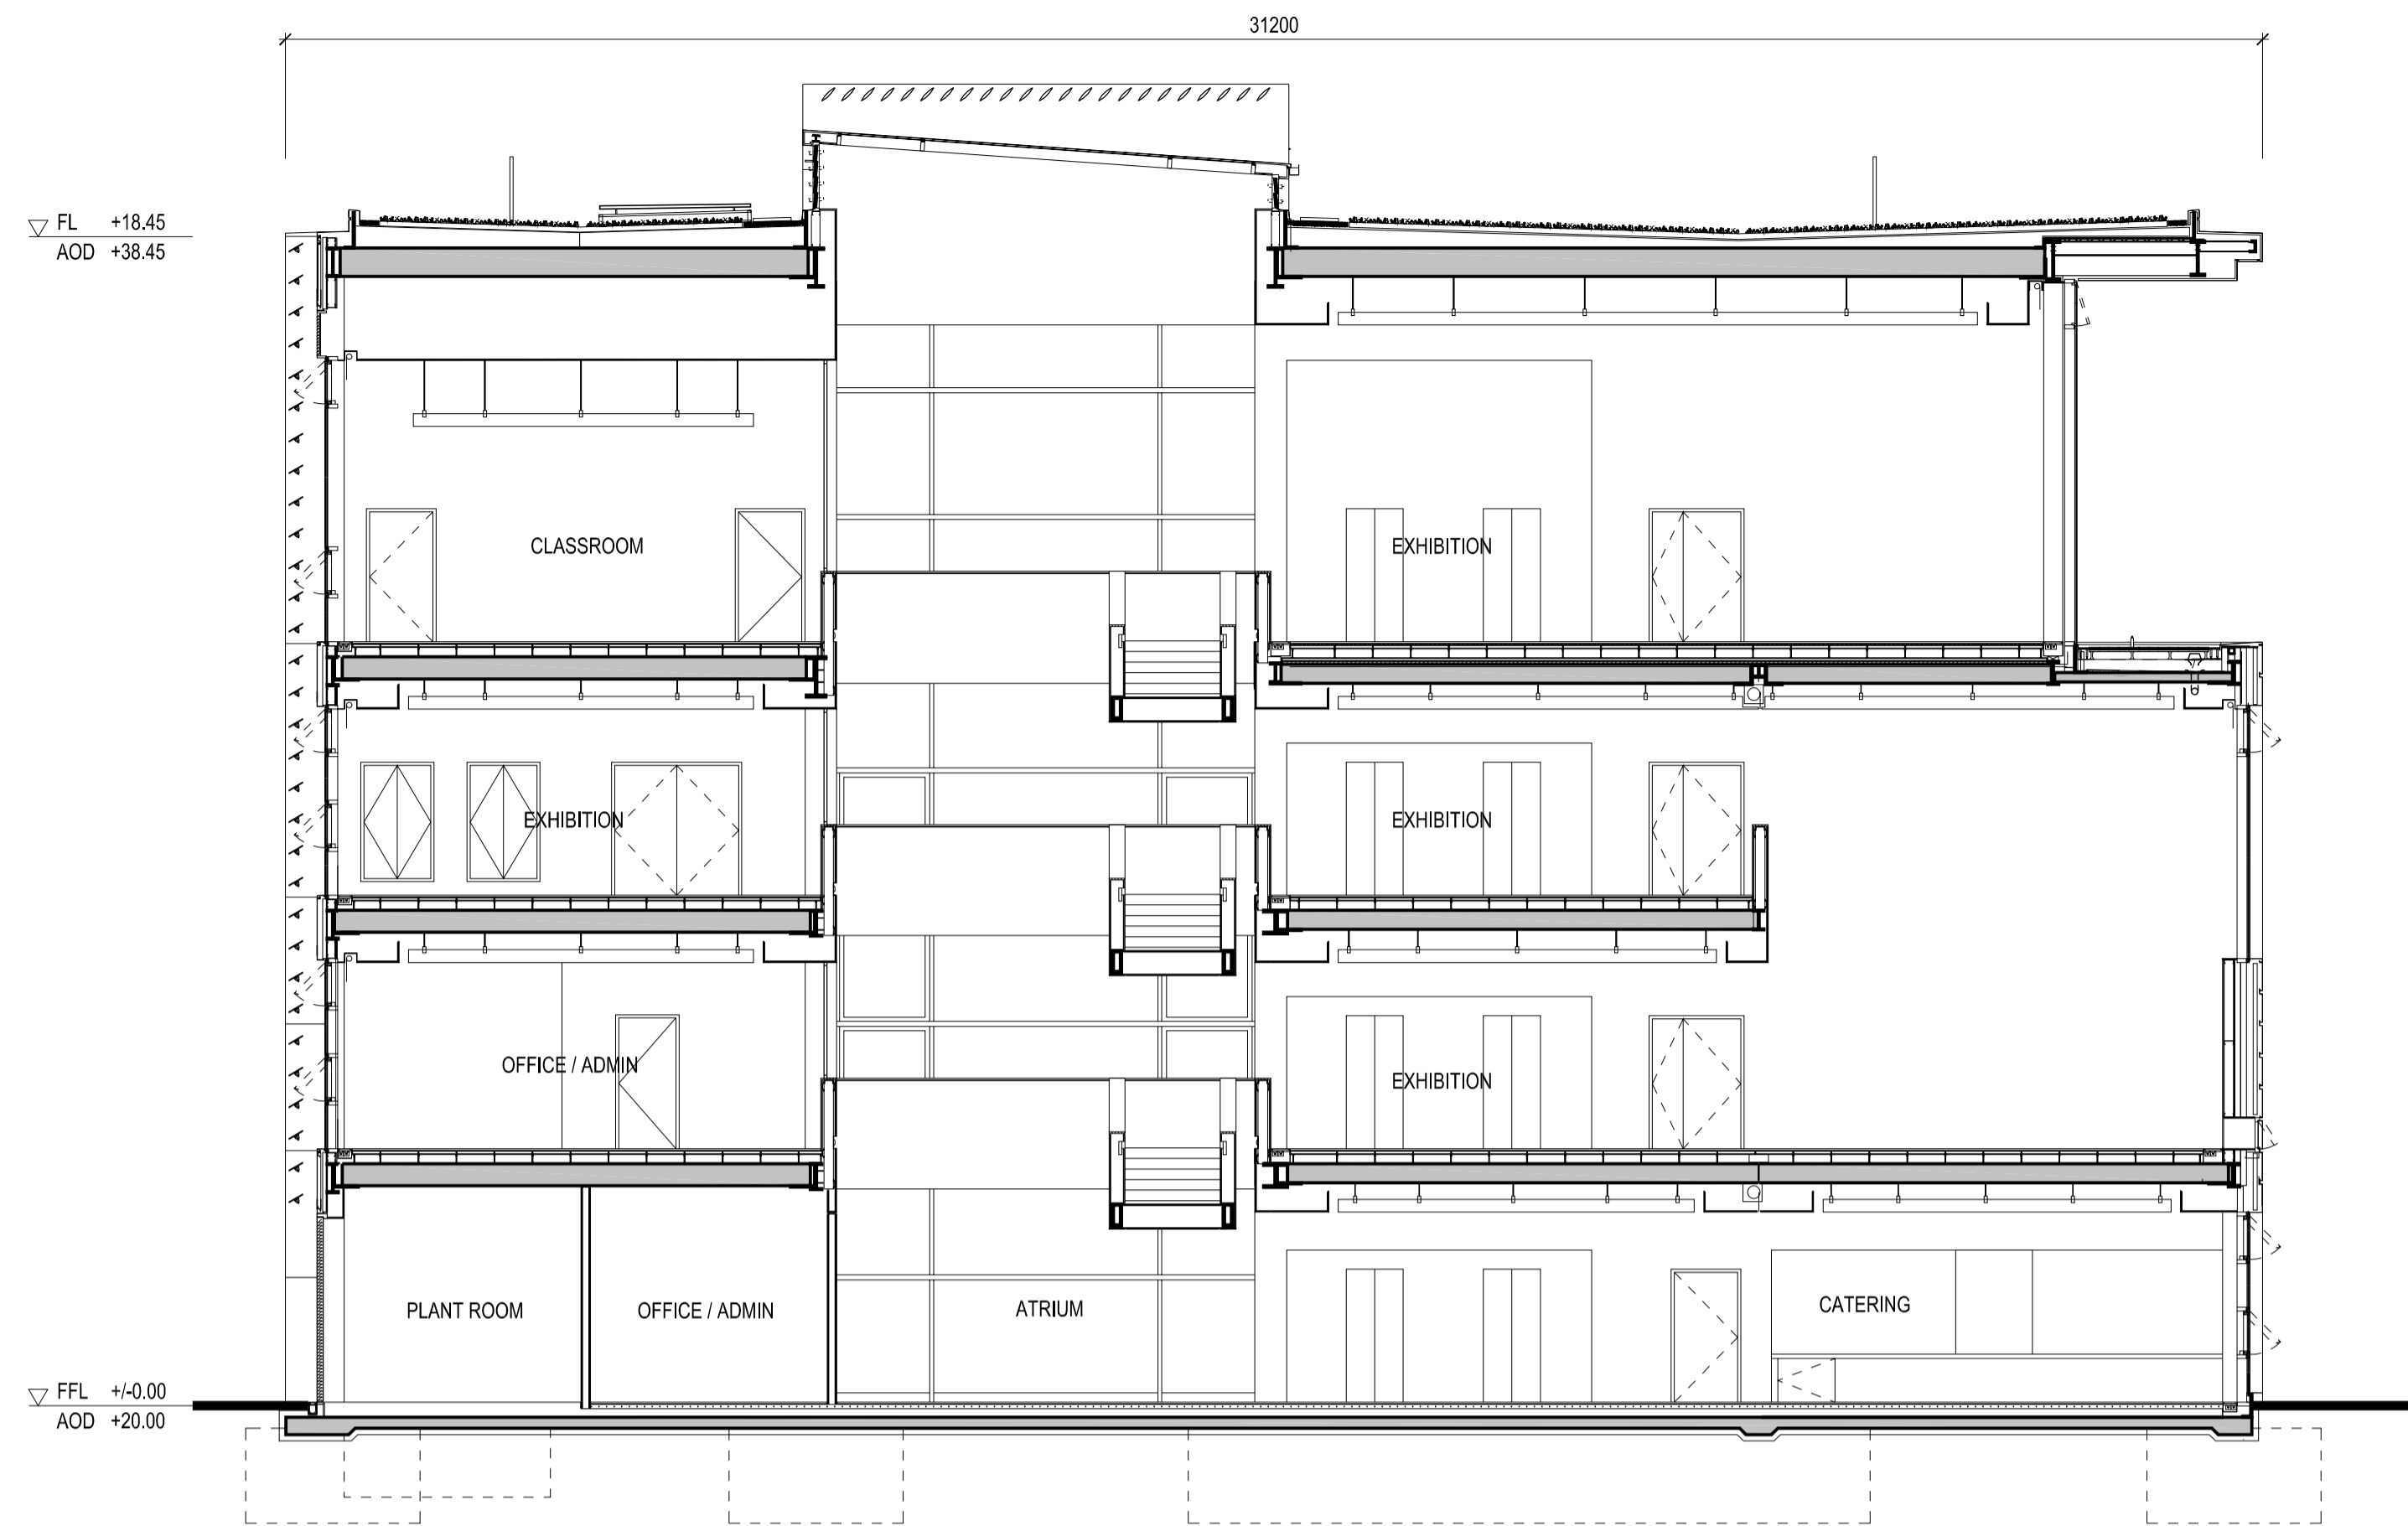 31200
FL +18.45
AOD +38.45
CLASSROOM
EXHIBITION
EXHIBITION
EXHIBITION
OFFICE / ADMIN
EXHIBITION
PLANT ROOM
OFFICE / ADMIN
ATRIUM
CATERING
FFL +/-0.00
AOD +20.00